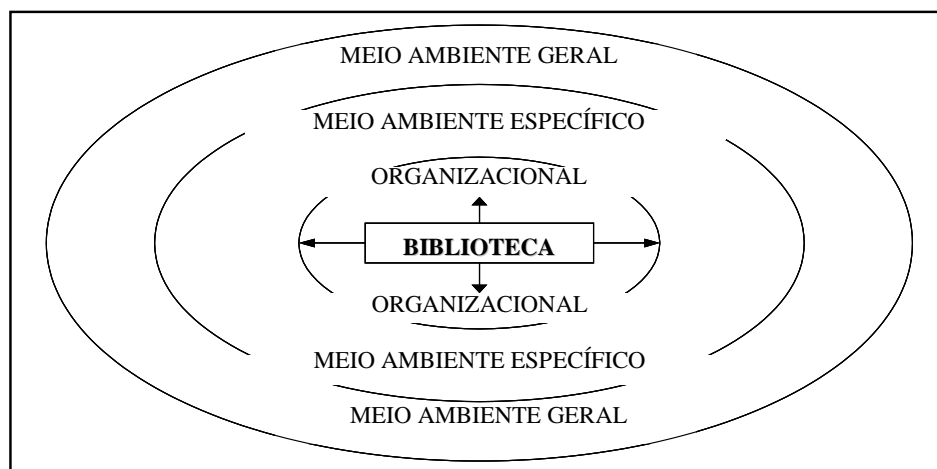 MEIO AMBIENTE GERAL
MEIO AMBIENTE ESPECÍFICO
ORGANIZACIONAL
BIBLIOTECA
ORGANIZACIONAL
MEIO AMBIENTE ESPECÍFICO
MEIO AMBIENTE GERAL